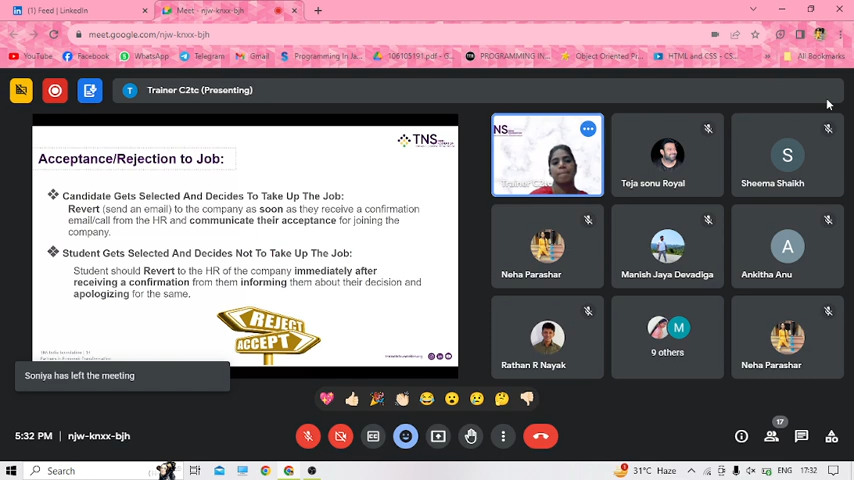 (1) Feed | LinkedIn
Meet - njw-knxx-bjh
meet.google.com/njw-knxx-bjh
YouTube
Facebook
WhatsApp
Telegram
Gmail
Programming In Ja...
106105191.pdf - G...
PROGRAMMING IN...
Object Oriented Pro...
HTML and CSS - ...
All Bookmarks
T
Trainer C2tc (Presenting)
TNS
Acceptance/Rejection to Job:
Candidate Gets Selected And Decides To Take Up The Job:
Revert (send an email) to the company as soon as they receive a confirmation
email/call from the HR and communicate their acceptance for joining the
company.
Student Gets Selected And Decides Not To Take Up The Job:
Student should Revert to the HR of the company immediately after
receiving a confirmation from them informing them about their decision and
apologizing for the same.
REJECT
ACCEPT
NS
Trainer C2tc
Teja sonu Royal
S
Sheema Shaikh
Neha Parashar
Manish Jaya Devadiga
A
Ankitha Anu
Rathan R Nayak
M
9 others
Neha Parashar
Soniya has left the meeting
5:32 PM | njw-knxx-bjh
17
Search
31°C Haze
ENG
17:32